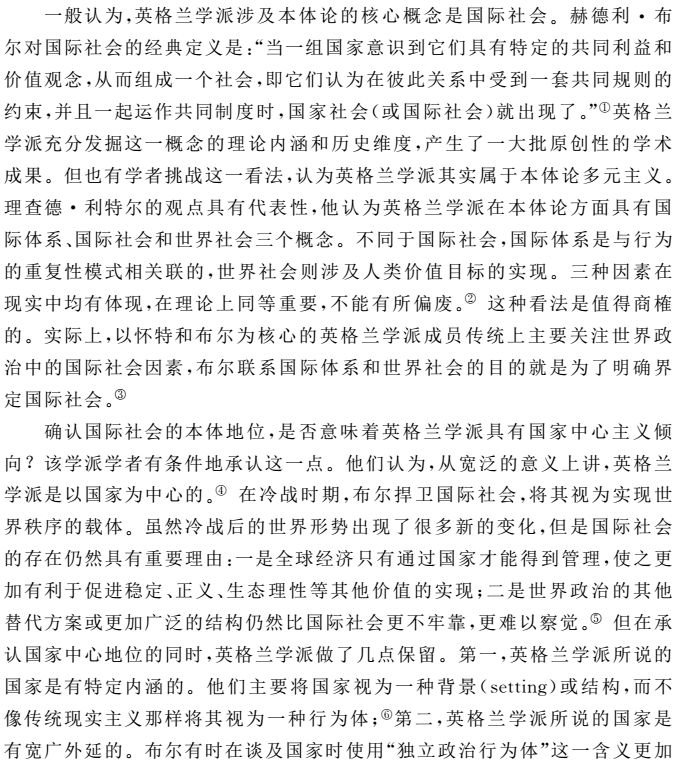 一般认为,英格兰学派涉及本体论的核心概念是国际社会。赫德利·布
尔对国际社会的经典定义是:“当一组国家意识到它们具有特定的共同利益和
价值观念,从而组成一个社会,即它们认为在彼此关系中受到一套共同规则的
约束,并且一起运作共同制度时,国家社会(或国际社会)就出现了。”①英格兰
学派充分发掘这一概念的理论内涵和历史维度,产生了一大批原创性的学术
成果。但也有学者挑战这一看法,认为英格兰学派其实属于本体论多元主义。
理查德·利特尔的观点具有代表性,他认为英格兰学派在本体论方面具有国
际体系、国际社会和世界社会三个概念。不同于国际社会,国际体系是与行为
的重复性模式相关联的,世界社会则涉及人类价值目标的实现。三种因素在
现实中均有体现,在理论上同等重要,不能有所偏废。② 这种看法是值得商榷
的。实际上,以怀特和布尔为核心的英格兰学派成员传统上主要关注世界政
治中的国际社会因素,布尔联系国际体系和世界社会的目的就是为了明确界
定国际社会。③
确认国际社会的本体地位,是否意味着英格兰学派具有国家中心主义倾
向? 该学派学者有条件地承认这一点。他们认为,从宽泛的意义上讲,英格兰
学派是以国家为中心的。④ 在冷战时期,布尔捍卫国际社会,将其视为实现世
界秩序的载体。虽然冷战后的世界形势出现了很多新的变化,但是国际社会
的存在仍然具有重要理由:一是全球经济只有通过国家才能得到管理,使之更
加有利于促进稳定、正义、生态理性等其他价值的实现;二是世界政治的其他
替代方案或更加广泛的结构仍然比国际社会更不牢靠,更难以察觉。⑤ 但在承
认国家中心地位的同时,英格兰学派做了几点保留。第一,英格兰学派所说的
国家是有特定内涵的。他们主要将国家视为一种背景(setting)或结构,而不
像传统现实主义那样将其视为一种行为体;⑥第二,英格兰学派所说的国家是
有宽广外延的。布尔有时在谈及国家时使用“独立政治行为体”这一含义更加